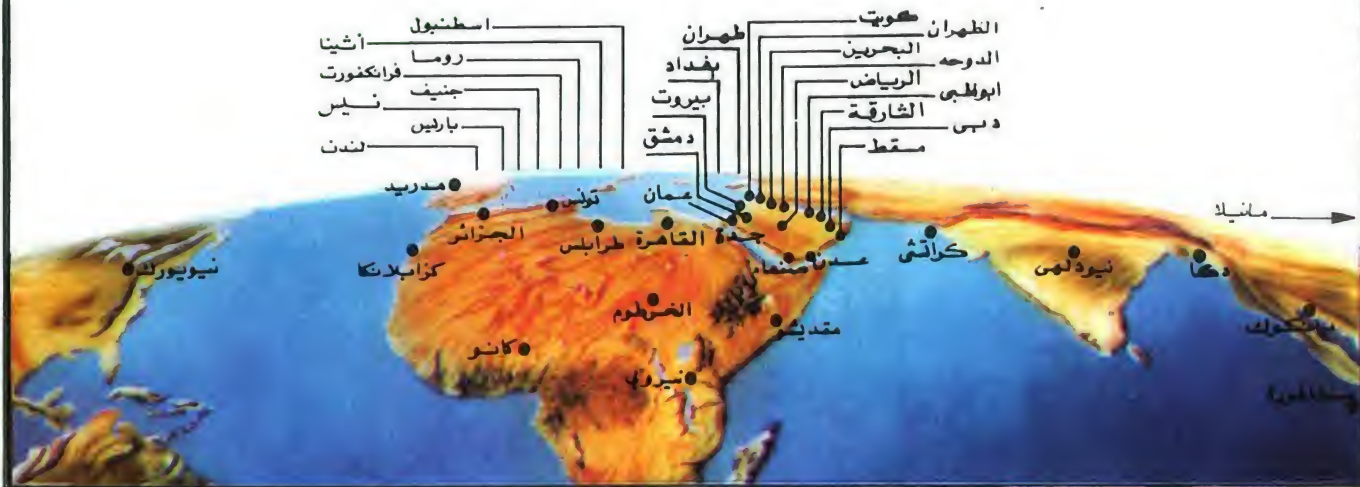 كويت
الظهران
البحرين
الدوحه
الرياض
ابوظبى
الشارقة
دبى
مسقط
طهران
بغداد
بيروت
دمشق
اسطنبول
أثينا
روما
فرانكفورت
جنيف
نيس
باريس
لندن
مانيلا
مدريد
تونس
عمان
الجزائر
طرابلس
القاهرة
جدة
كراتشى
نيودلهى
دكا
نيويورك
كزابلانكا
صنعاء
عدن
الخرطوم
مقديشو
بانكوك
كانو
نيروبي
سنغافورة